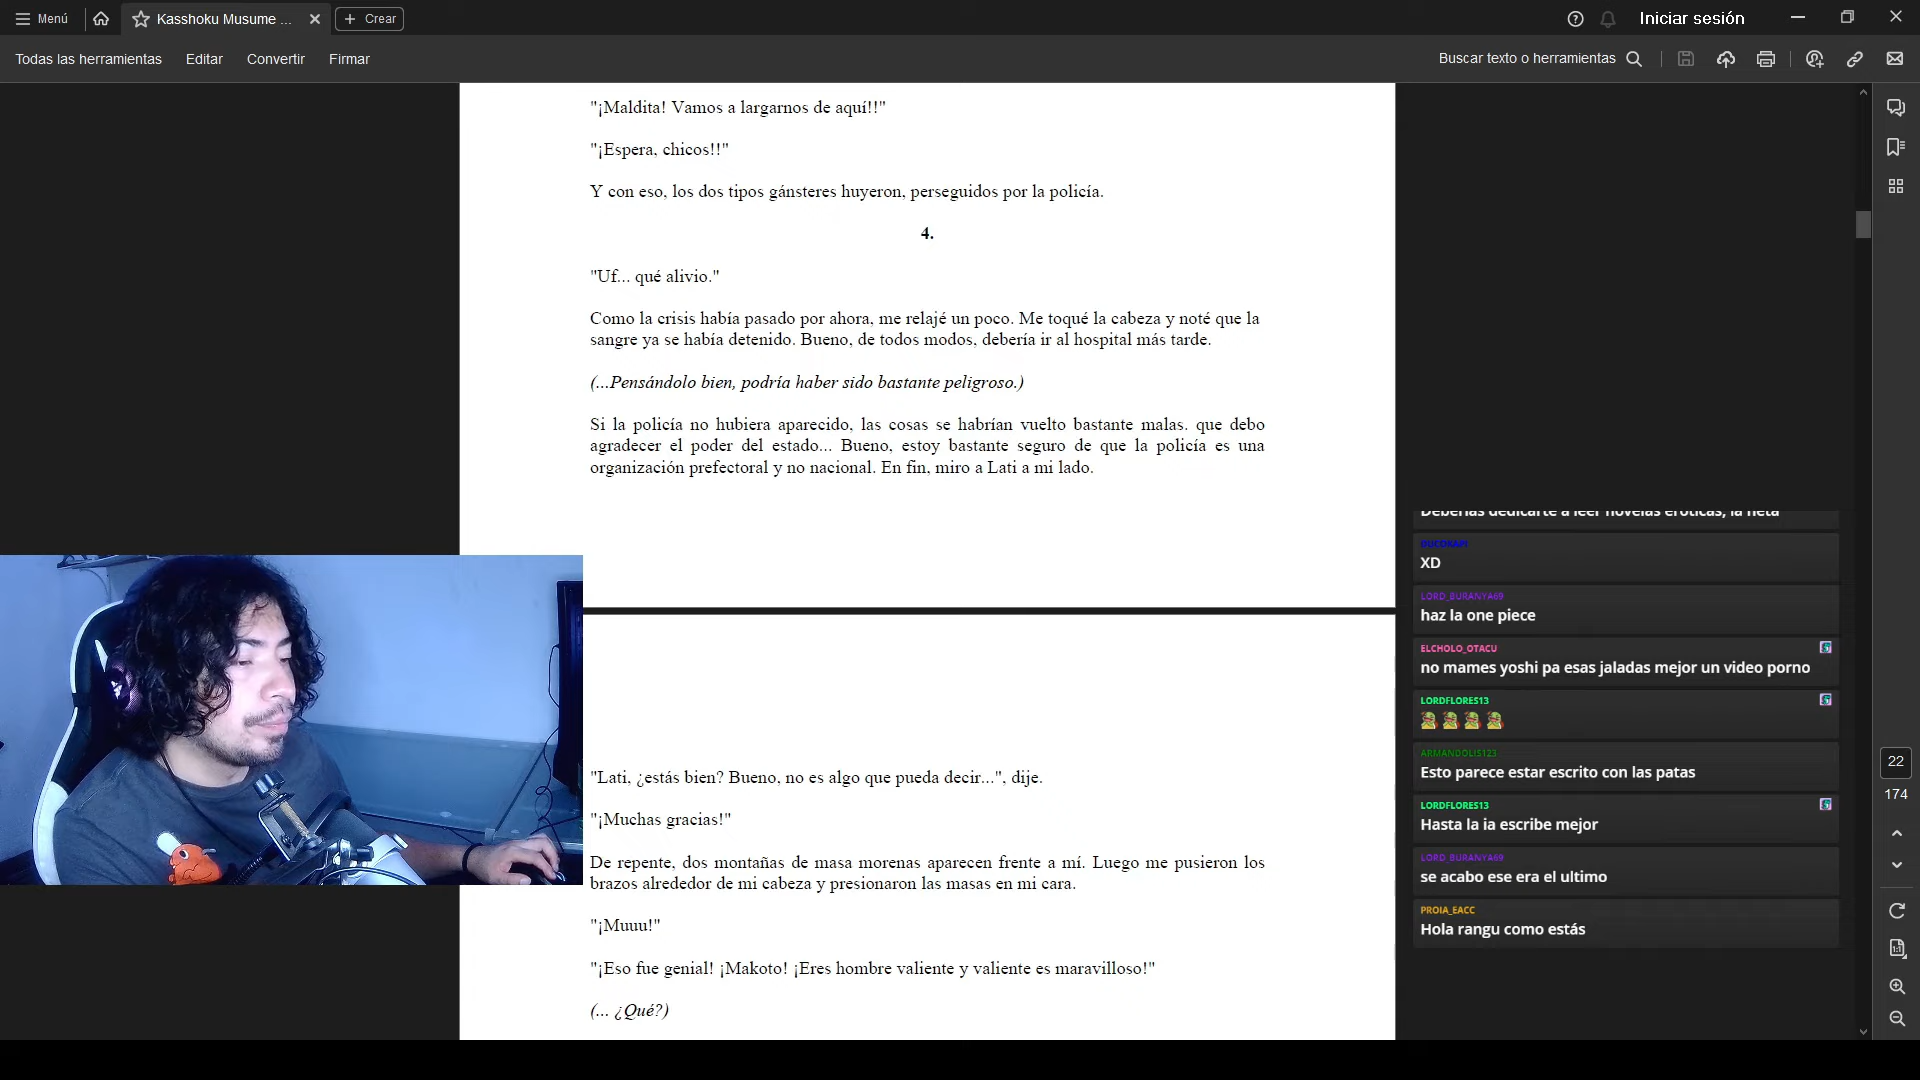 Menú
Kasshoku Musume ...
Crear
Iniciar sesión
Todas las herramientas
Editar
Convertir
Firmar
Buscar texto o herramientas
"¡Maldita! Vamos a largarnos de aquí!!"
"¡Espera, chicos!!"
Y con eso, los dos tipos gánsteres huyeron, perseguidos por la policía.
4.
"Uf... qué alivio."
Como la crisis había pasado por ahora, me relajé un poco. Me toqué la cabeza y noté que la
sangre ya se había detenido. Bueno, de todos modos, debería ir al hospital más tarde.
(...Pensándolo bien, podría haber sido bastante peligroso.)
Si la policía no hubiera aparecido, las cosas se habrían vuelto bastante malas. que debo
agradecer el poder del estado... Bueno, estoy bastante seguro de que la policía es una
organización prefectoral y no nacional. En fin, miro a Lati a mi lado.
"Lati, ¿estás bien? Bueno, no es algo que pueda decir...", dije.
"¡Muchas gracias!"
De repente, dos montañas de masa morenas aparecen frente a mí. Luego me pusieron los
brazos alrededor de mi cabeza y presionaron las masas en mi cara.
"¡Muuu!"
"¡Eso fue genial! ¡Makoto! ¡Eres hombre valiente y valiente es maravilloso!"
(... ¿Qué?)
Deberías dedicarte a leer novelas eróticas, la neta
XD
LORD_BURANYA69
haz la one piece
ELCHOLO_OTACU
no mames yoshi pa esas jaladas mejor un video porno
LORDFLORES13
ARMANDOLIS123
Esto parece estar escrito con las patas
LORDFLORES13
Hasta la ia escribe mejor
LORD_BURANYA69
se acabo ese era el ultimo
PROIA_EACC
Hola rangu como estás
22
174
1:1